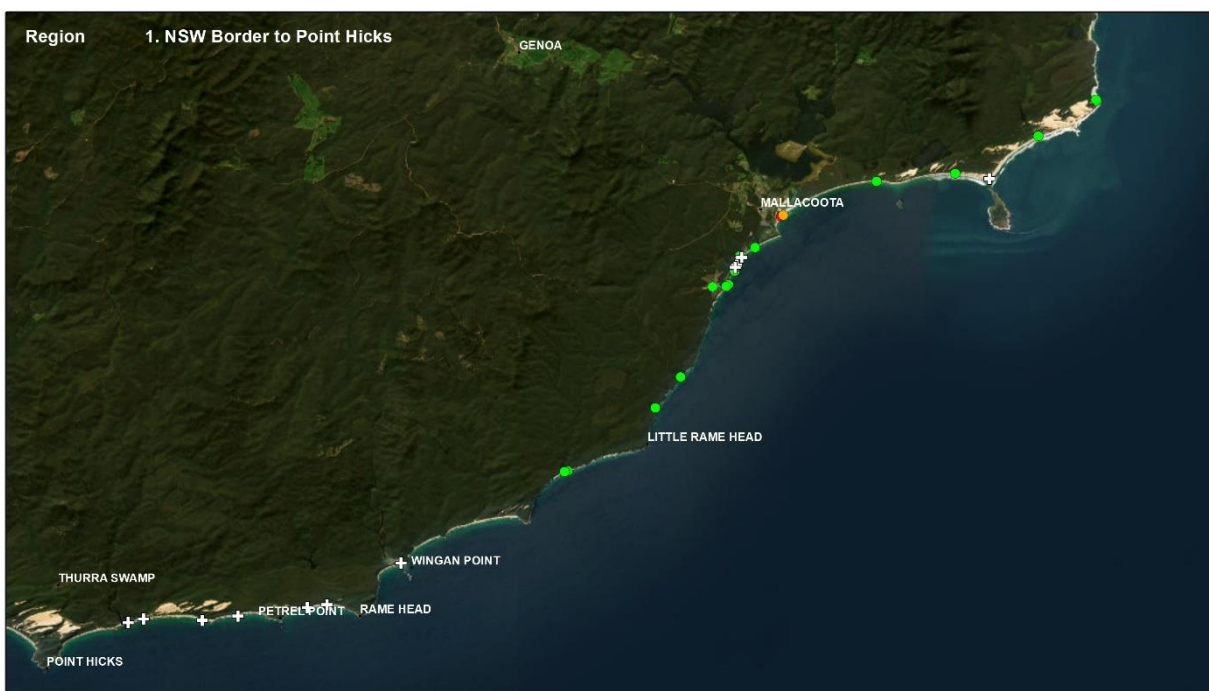 Region 1. NSW Border to Point Hicks
GENOA
MALLACOOTA
LITTLE RAME HEAD
WINGAN POINT
THURRA SWAMP
PETREL POINT
RAME HEAD
POINT HICKS